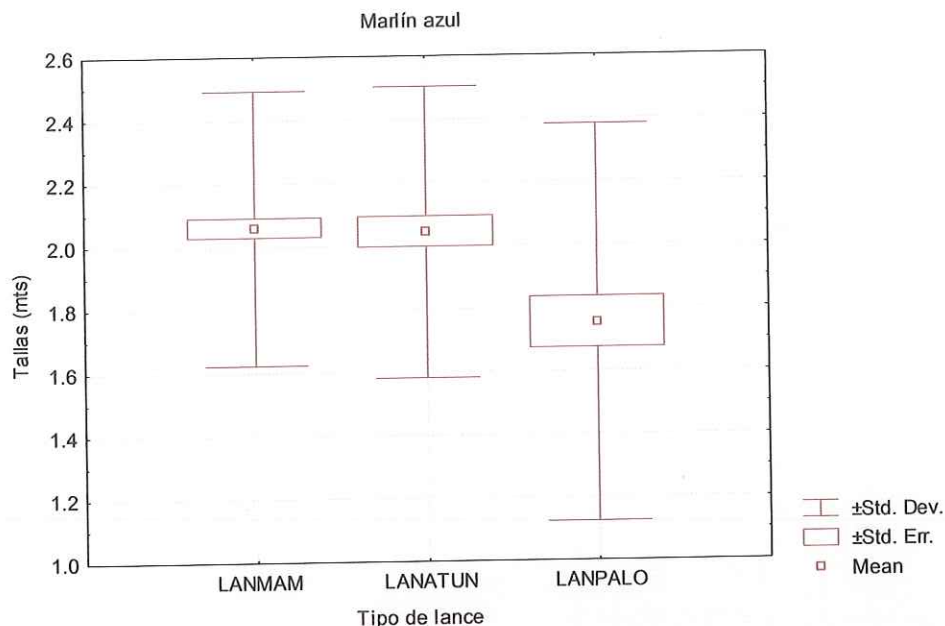 Marlín azul
2.6
2.4
2.2
2.0
1.8
1.6
1.4
1.2
1.0
Tallas (mts)
LANMAM LANATUN LANPALO
Tipo de lance
±Std. Dev.
±Std. Err.
Mean